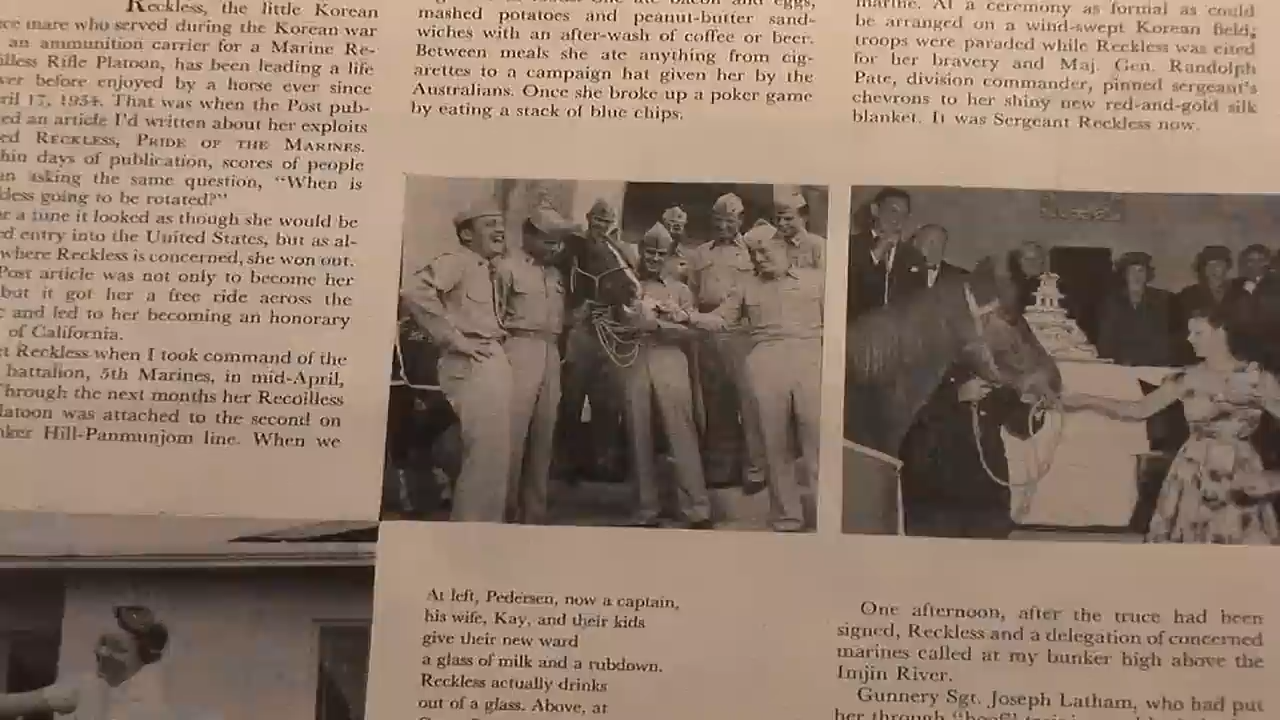 Reckless, the little Korean
mare who served during the Korean war
an ammunition carrier for a Marine Re-
Rifle Platoon, has been leading a life
before enjoyed by a horse ever since
17, 1954. That was when the Post pub-
an article I'd written about her exploits
RECKLESS, PRIDE OF THE MARINES.
days of publication, scores of people
asking the same question, "When is
going to be rotated?"
a time it looked as though she would be
entry into the United States, but as al-
where Reckless is concerned, she won out.
Post article was not only to become her
but it got her a free ride across the
and led to her becoming an honorary
of California.
Reckless when I took command of the
battalion, 5th Marines, in mid-April,
Through the next months her Recoilless
was attached to the second on
Hill-Panmunjom line. When we
bacon and eggs,
mashed potatoes and peanut-butter sand-
wiches with an after-wash of coffee or beer.
Between meals she ate anything from cig-
arettes to a campaign hat given her by the
Australians. Once she broke up a poker game
by eating a stack of blue chips.
At left, Pedersen, now a captain,
his wife, Kay, and their kids
give their new ward
a glass of milk and a rubdown.
Reckless actually drinks
out of a glass. Above, at
marine. At a ceremony as formal as could
be arranged on a wind-swept Korean field,
troops were paraded while Reckless was cited
for her bravery and Maj. Gen. Randolph
Pate, division commander, pinned sergeant's
chevrons to her shiny new red-and-gold silk
blanket. It was Sergeant Reckless now.
One afternoon, after the truce had been
signed, Reckless and a delegation of concerned
marines called at my bunker high above the
Imjin River.
Gunnery Sgt. Joseph Latham, who had put
her through "hoof"